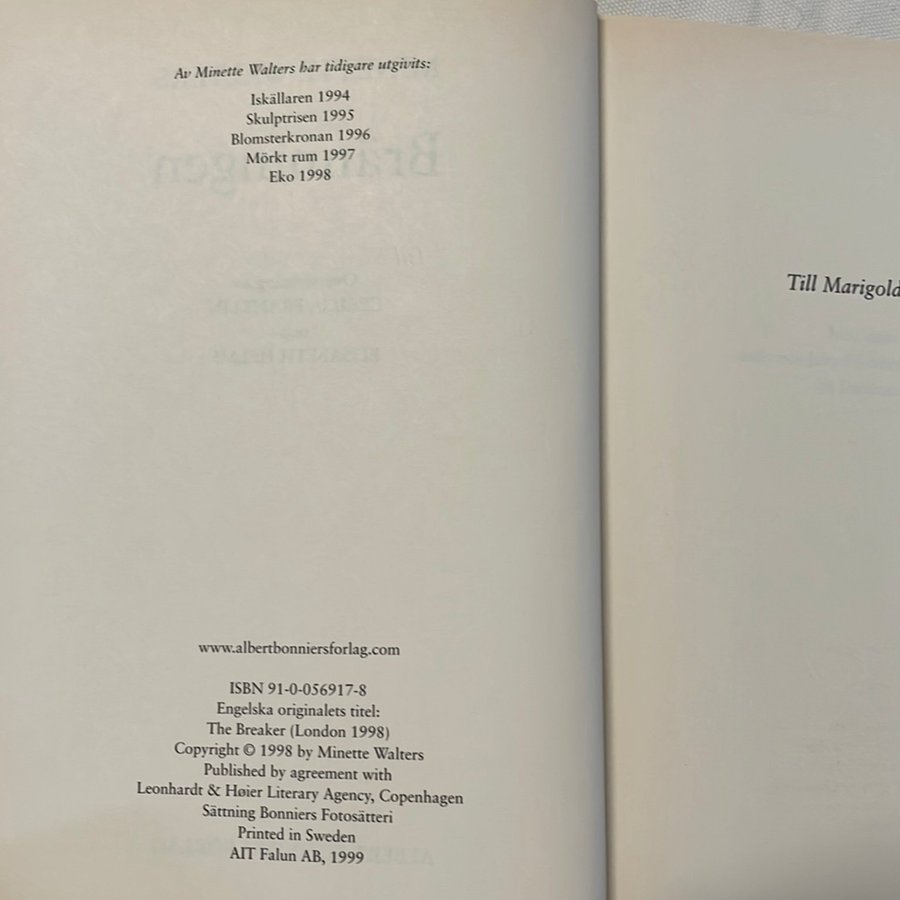 Av Minette Walters har tidigare utgivits:
Iskällaren 1994
Skulptrisen 1995
Blomsterkronan 1996
Mörkt rum 1997
Eko 1998
www.albertbonniersforlag.com
ISBN 91-0-056917-8
Engelska originalets titel:
The Breaker (London 1998)
Copyright © 1998 by Minette Walters
Published by agreement with
Leonhardt & Høier Literary Agency, Copenhagen
Sättning Bonniers Fotosätteri
Printed in Sweden
AIT Falun AB, 1999
Till Marigold